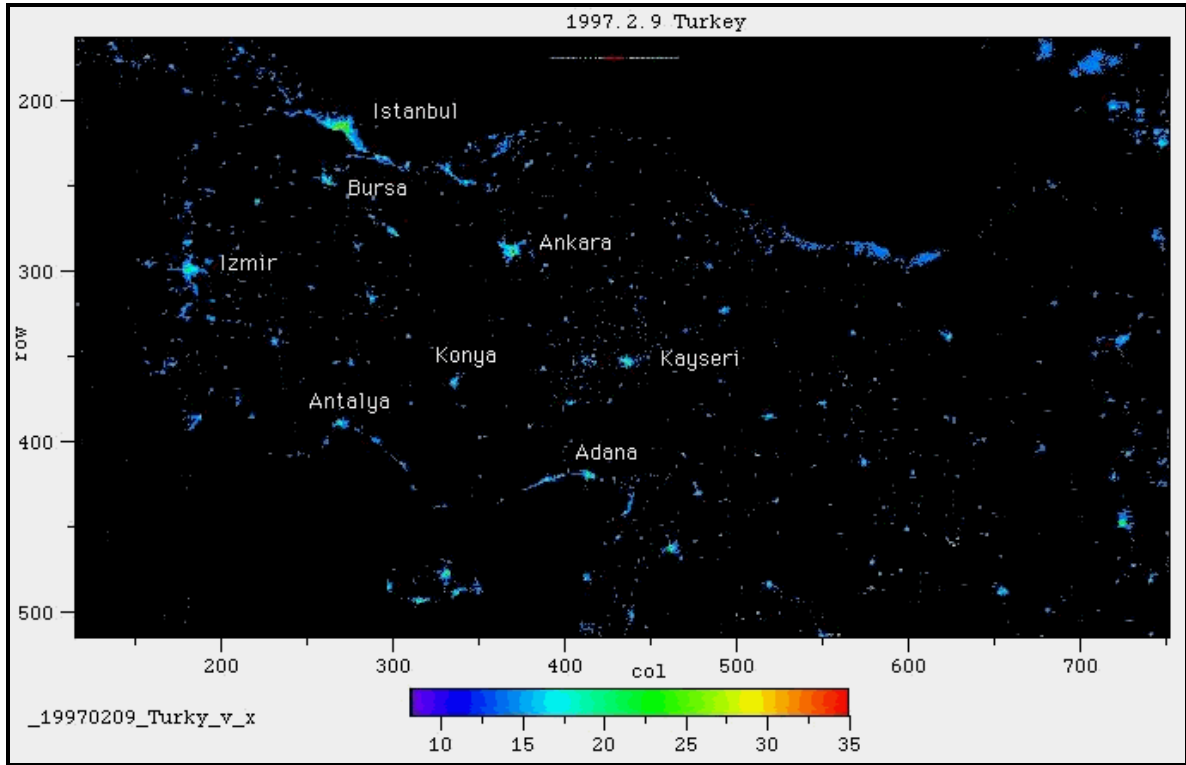 1997.2.9 Turkey
200
Istanbul
Bursa
Ankara
Izmir
300
row
Konya
Kayseri
Antalya
400
Adana
500
200 300 400 500 600 700
col
_19970209_Turky_v_x
10 15 20 25 30 35